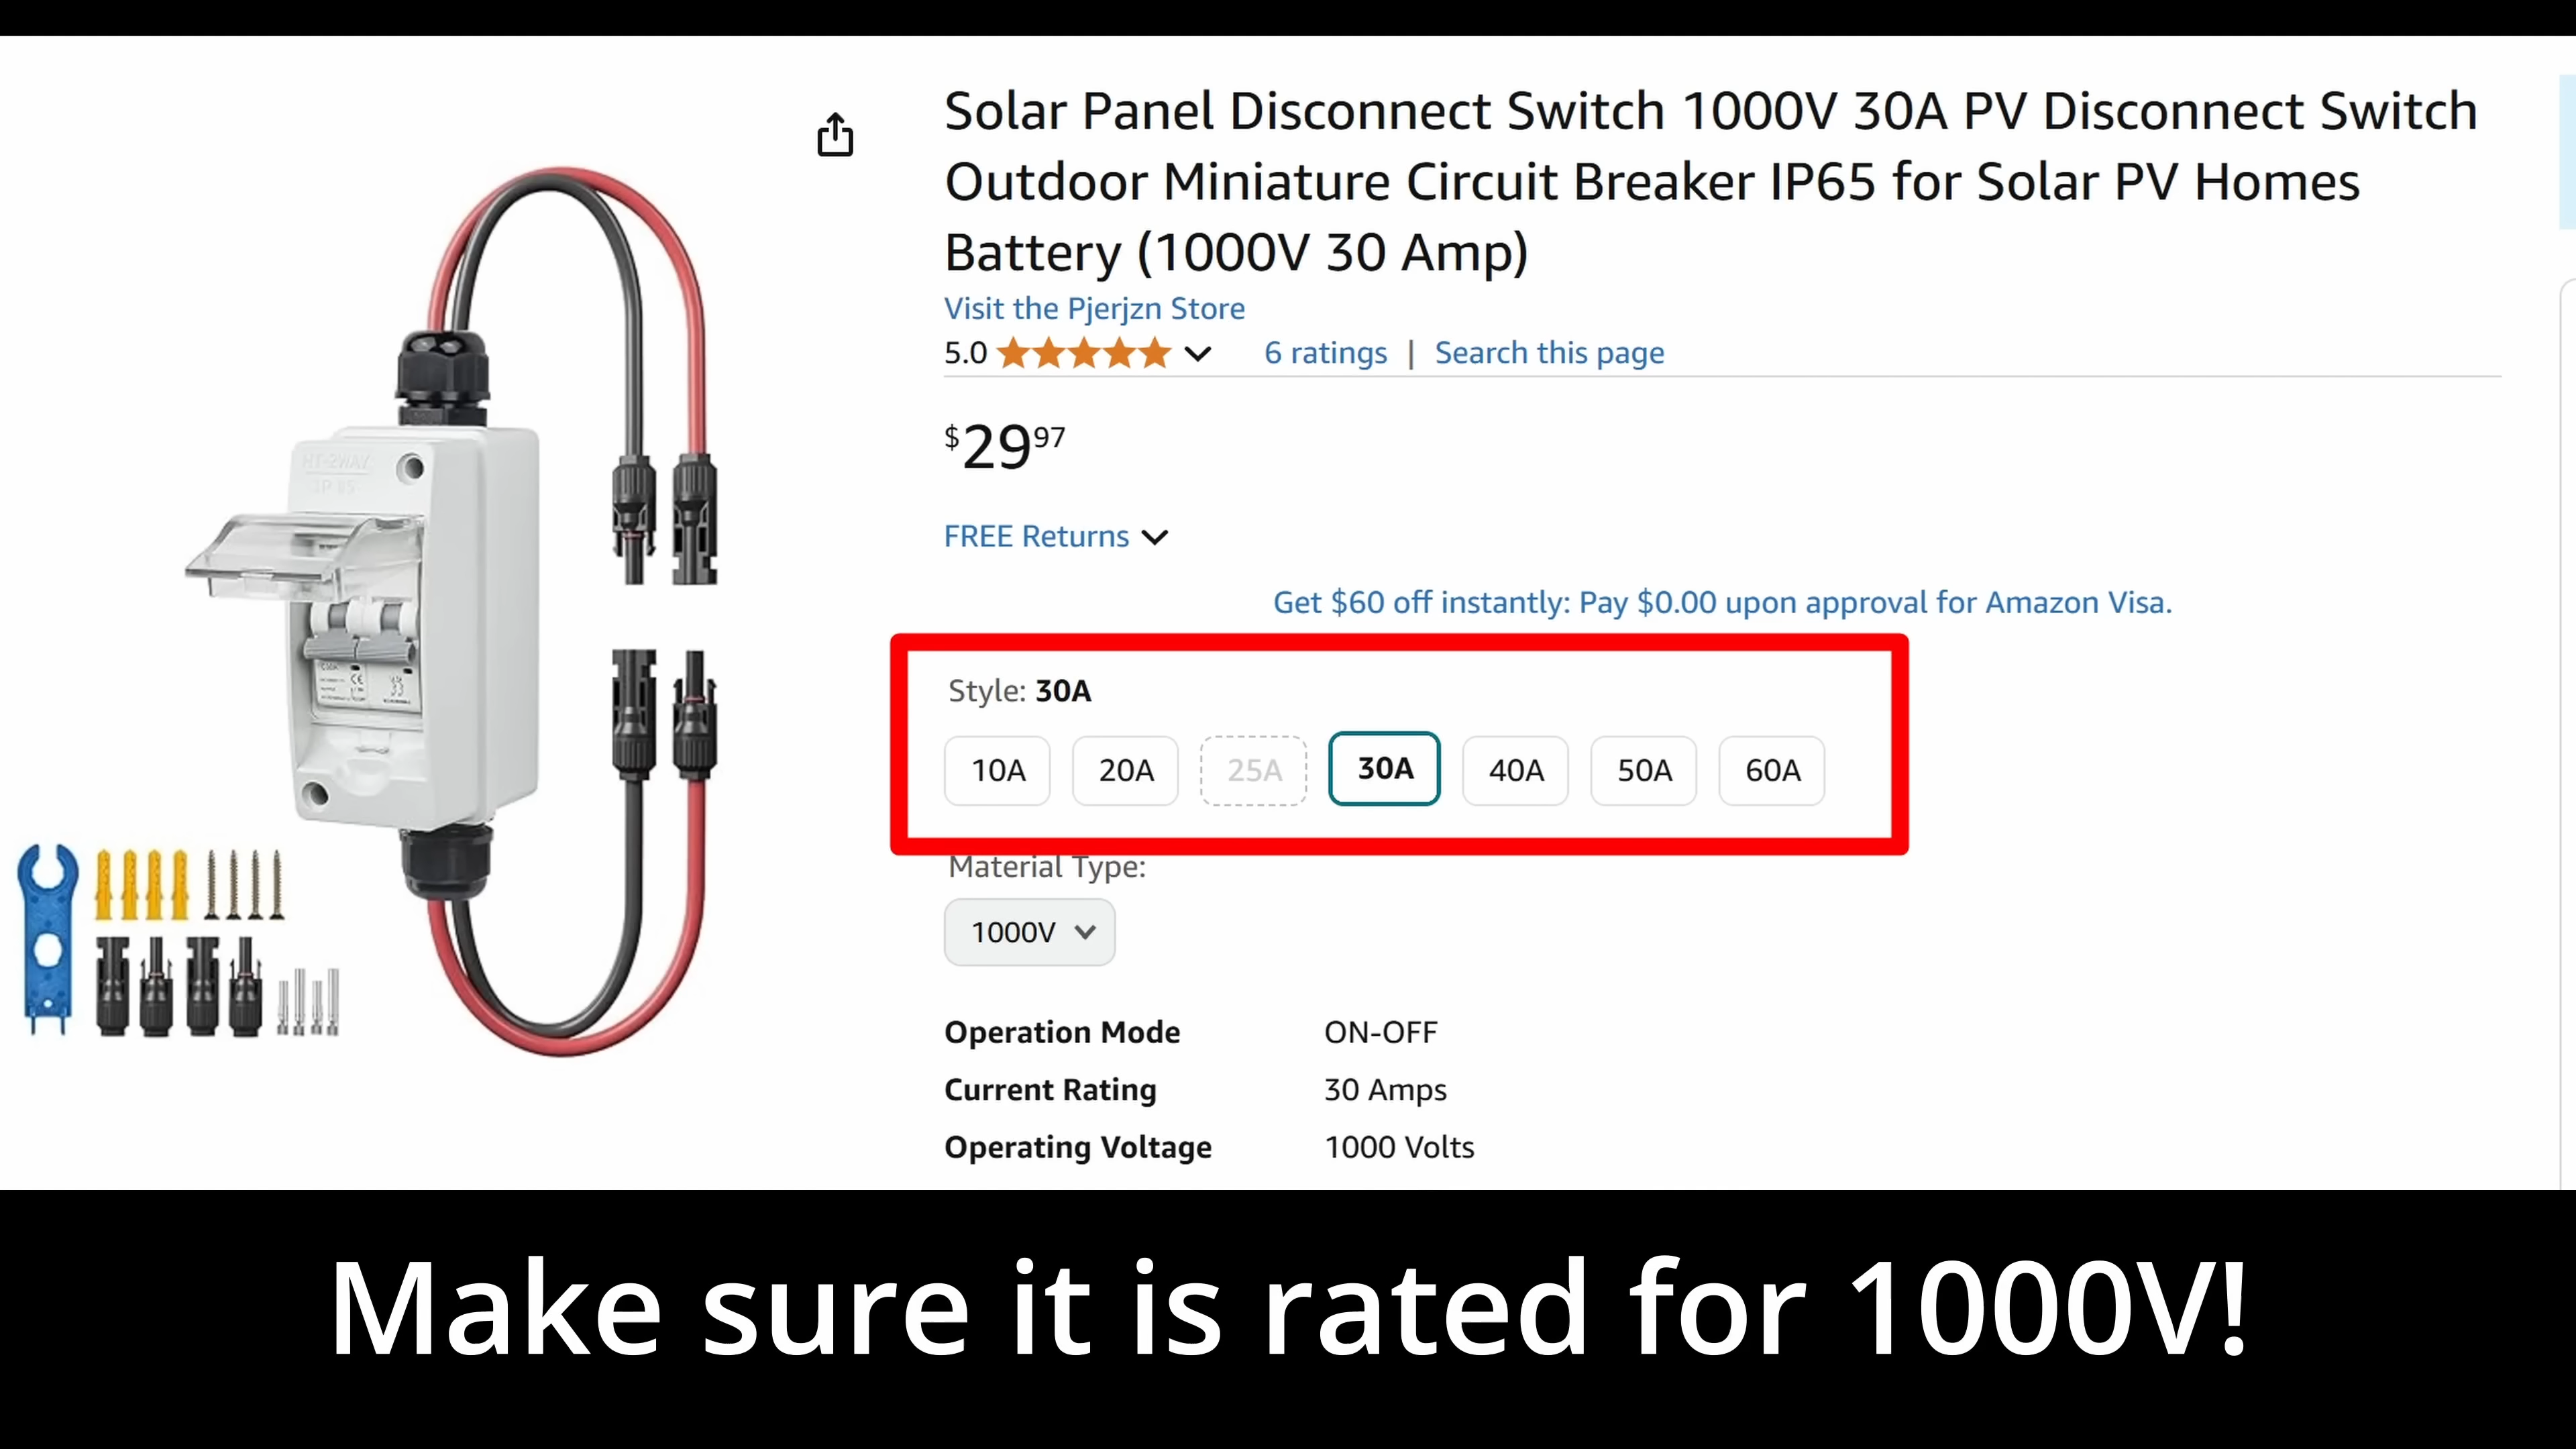 Solar Panel Disconnect Switch 1000V 30A PV Disconnect Switch
Outdoor Miniature Circuit Breaker IP65 for Solar PV Homes
Battery (1000V 30 Amp)
Visit the Pjerjzn Store
5.0 6 ratings | Search this page
$29 97
FREE Returns
Get $60 off instantly: Pay $0.00 upon approval for Amazon Visa.
Style: 30A
10A 20A 25A 30A 40A 50A 60A
Material Type:
1000V
Operation Mode ON-OFF
Current Rating 30 Amps
Operating Voltage 1000 Volts
HT-2WAY
CE
Make sure it is rated for 1000V!